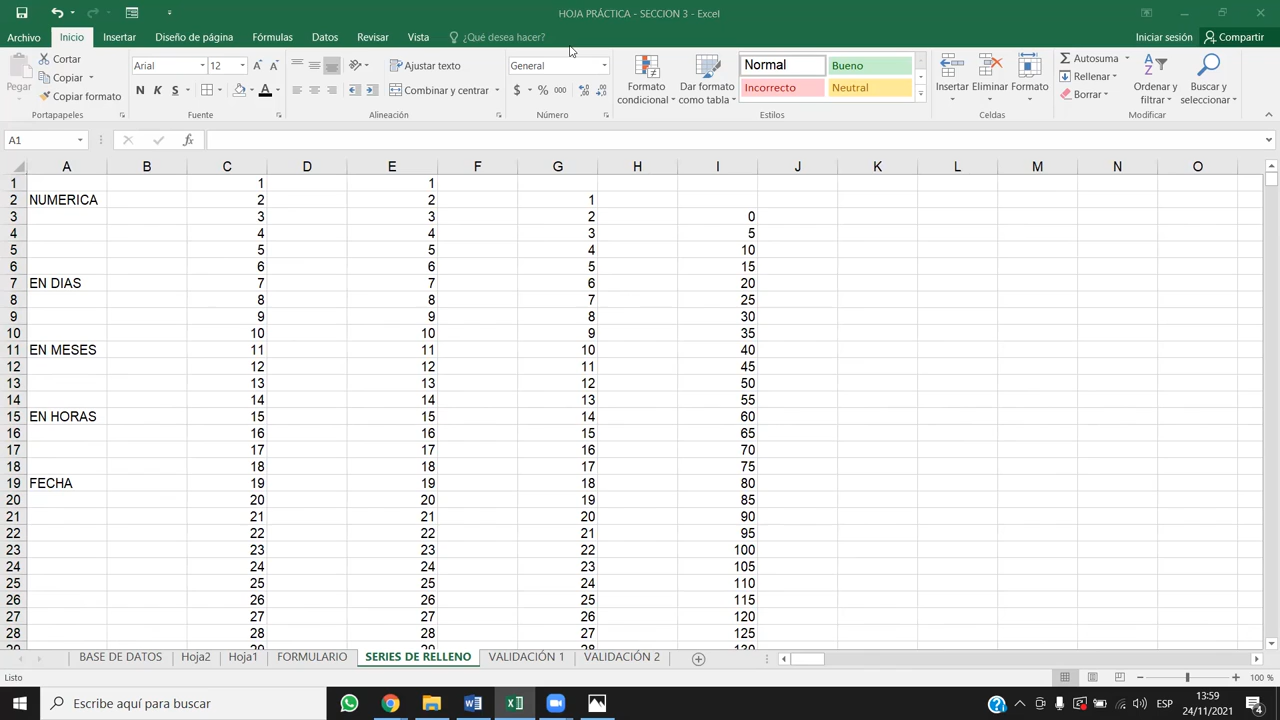 HOJA PRÁCTICA - SECCION 3 - Excel
Archivo Inicio Insertar Diseño de página Fórmulas Datos Revisar Vista ¿Qué desea hacer? Iniciar sesión Compartir
Pegar
Cortar
Copiar
Copiar formato
Portapapeles
Arial 12
N K S
Fuente
Ajustar texto
Combinar y centrar
Alineación
General
$ % 000
Número
Formato condicional
Dar formato como tabla
Normal Bueno
Incorrecto Neutral
Estilos
Insertar Eliminar Formato
Celdas
Autosuma
Rellenar
Borrar
Ordenar y filtrar
Buscar y seleccionar
Modificar
A1 fx
A B C D E F G H I J K L M N O
1 1 1
2 NUMERICA 2 2 1
3 3 3 2 0
4 4 4 3 5
5 5 5 4 10
6 6 6 5 15
7 EN DIAS 7 7 6 20
8 8 8 7 25
9 9 9 8 30
10 10 10 9 35
11 EN MESES 11 11 10 40
12 12 12 11 45
13 13 13 12 50
14 14 14 13 55
15 EN HORAS 15 15 14 60
16 16 16 15 65
17 17 17 16 70
18 18 18 17 75
19 FECHA 19 19 18 80
20 20 20 19 85
21 21 21 20 90
22 22 22 21 95
23 23 23 22 100
24 24 24 23 105
25 25 25 24 110
26 26 26 25 115
27 27 27 26 120
28 28 28 27 125
29 29 29 28 130
BASE DE DATOS Hoja2 Hoja1 FORMULARIO SERIES DE RELLENO VALIDACIÓN 1 VALIDACIÓN 2
Listo 100 %
Escribe aquí para buscar
ESP
13:59
24/11/2021
4